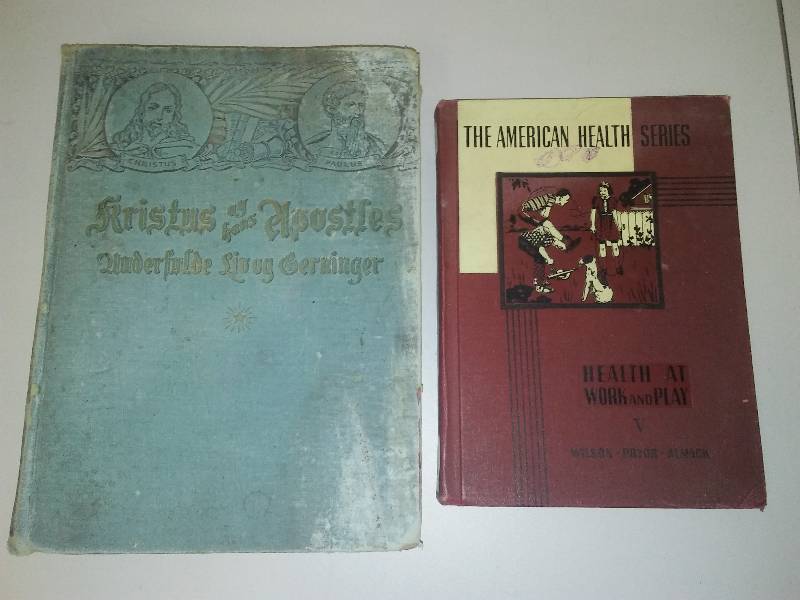 CHRISTUS
PAULUS
Kristus og hans Apostles
Underfulde Liv og Gerninger
THE AMERICAN HEALTH SERIES
HEALTH AT
WORK AND PLAY
V
WILSON · PRYOR · ALMACK